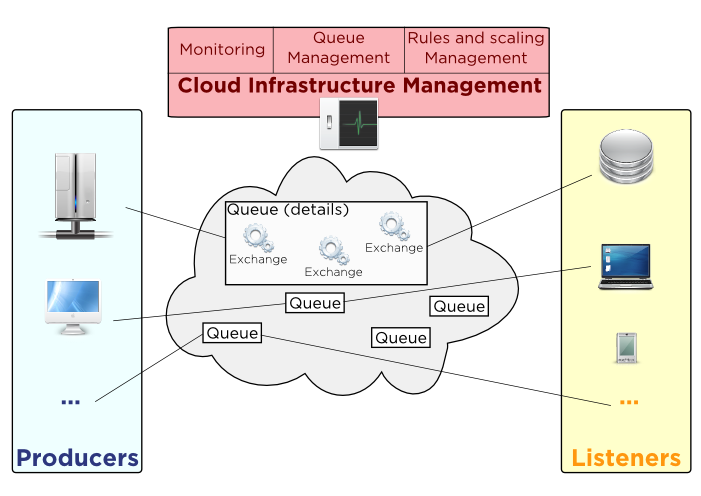 Monitoring
Queue
Management
Rules and scaling
Management
Cloud Infrastructure Management
Queue (details)
Exchange
Exchange
Exchange
Queue
Queue
Queue
Queue
...
...
Producers
Listeners